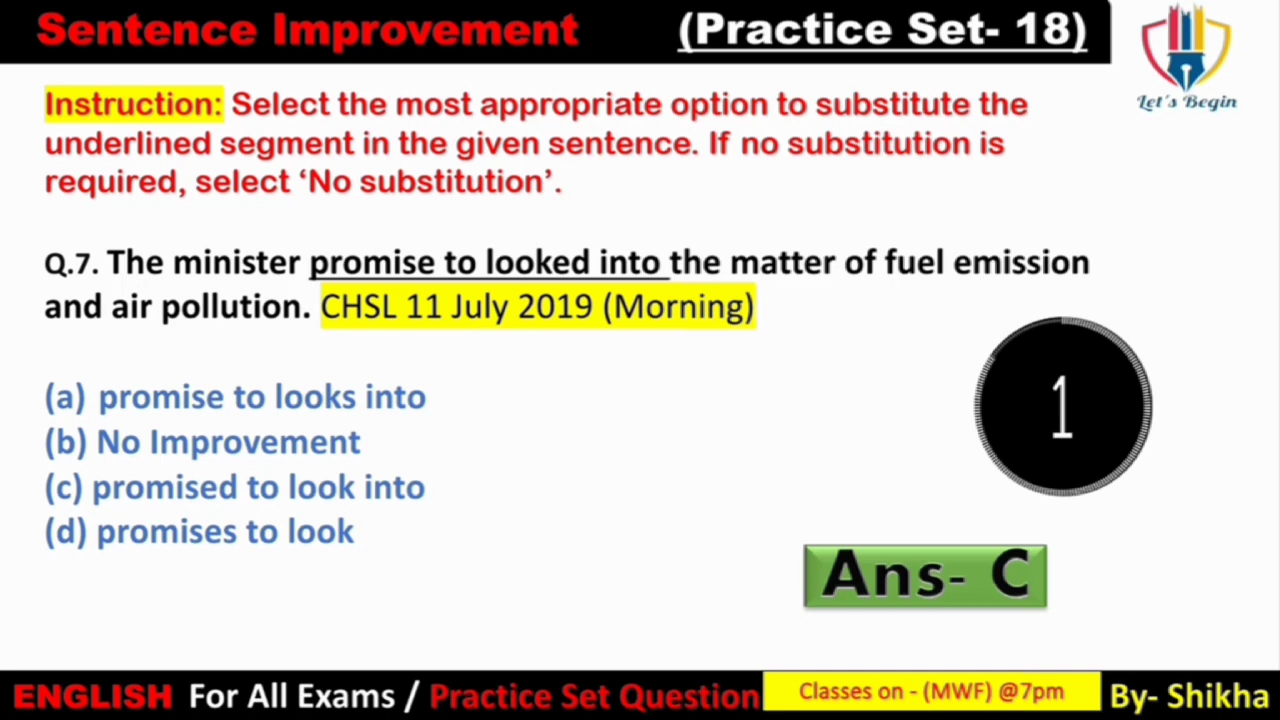 Sentence Improvement (Practice Set- 18)
Let's Begin
Instruction: Select the most appropriate option to substitute the
underlined segment in the given sentence. If no substitution is
required, select ‘No substitution’.
Q.7. The minister promise to looked into the matter of fuel emission
and air pollution. CHSL 11 July 2019 (Morning)
(a) promise to looks into
(b) No Improvement
(c) promised to look into
(d) promises to look
1
Ans- C
ENGLISH For All Exams / Practice Set Question Classes on - (MWF) @7pm By- Shikha